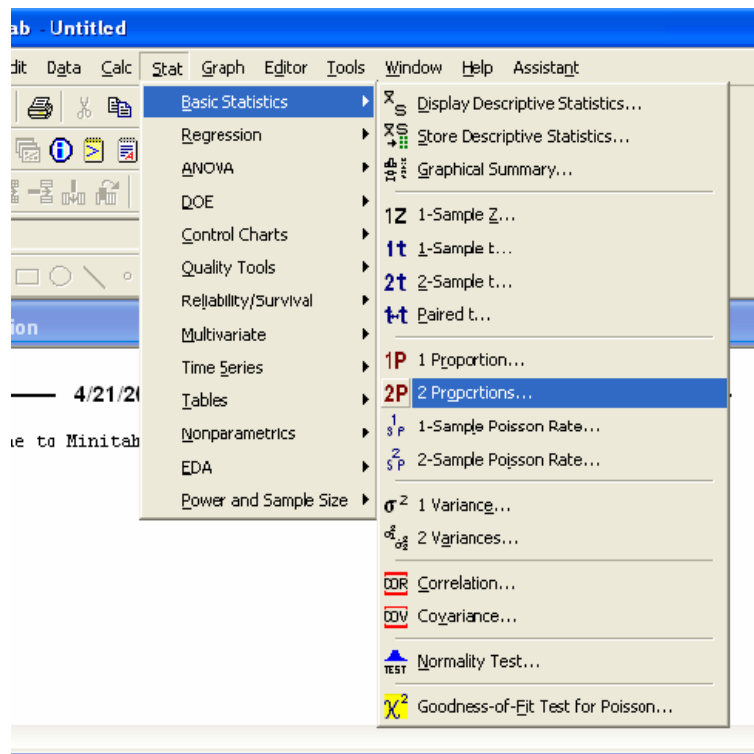 ab - Untitled
dit Data Calc Stat Graph Editor Tools Window Help Assistant
Basic Statistics
Regression
ANOVA
DOE
Control Charts
Quality Tools
Reliability/Survival
Multivariate
Time Series
Tables
Nonparametrics
EDA
Power and Sample Size
X S Display Descriptive Statistics...
XS Store Descriptive Statistics...
Graphical Summary...
1Z 1-Sample Z...
1t 1-Sample t...
2t 2-Sample t...
t-t Paired t...
1P 1 Proportion...
2P 2 Proportions...
1 S P 1-Sample Poisson Rate...
2 S P 2-Sample Poisson Rate...
σ² 1 Variance...
2 Variances...
COR Correlation...
COV Covariance...
TEST Normality Test...
χ² Goodness-of-Fit Test for Poisson...
ion
4/21/20
e to Minitab